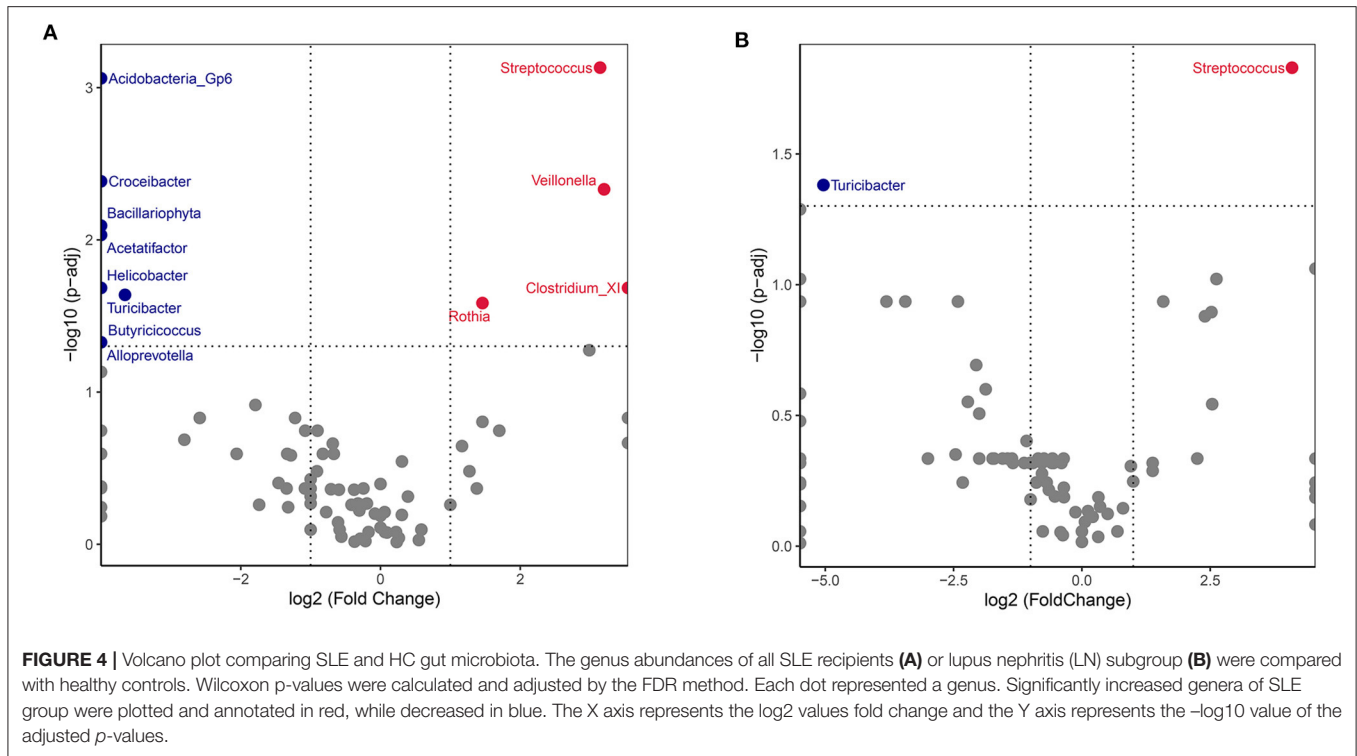 A
B
Acidobacteria_Gp6
Streptococcus
Croceibacter
Veillonella
Bacillariophyta
Acetatifactor
Helicobacter
Clostridium_XI
Turicibacter
Rothia
Butyricicoccus
Alloprevotella
3
2
1
0
−log10 (p−adj)
−2
0
2
log2 (Fold Change)
Streptococcus
Turicibacter
1.5
1.0
0.5
0.0
−log10 (p−adj)
−5.0
−2.5
0.0
2.5
log2 (FoldChange)
FIGURE 4 | Volcano plot comparing SLE and HC gut microbiota. The genus abundances of all SLE recipients (A) or lupus nephritis (LN) subgroup (B) were compared
with healthy controls. Wilcoxon p-values were calculated and adjusted by the FDR method. Each dot represented a genus. Significantly increased genera of SLE
group were plotted and annotated in red, while decreased in blue. The X axis represents the log2 values fold change and the Y axis represents the –log10 value of the
adjusted p-values.